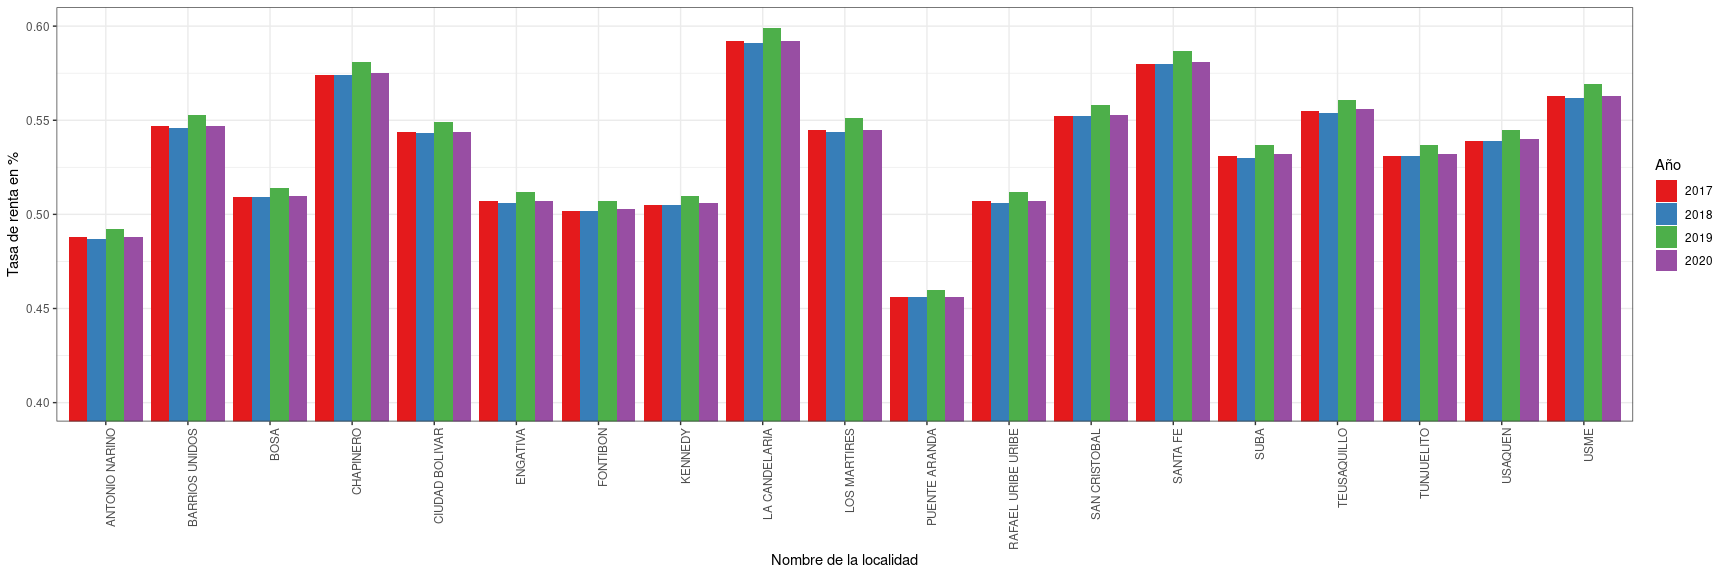 0.60
0.55
0.50
0.45
0.40
Tasa de renta en %
ANTONIO NARINO
BARRIOS UNIDOS
BOSA
CHAPINERO
CIUDAD BOLIVAR
ENGATIVA
FONTIBON
KENNEDY
LA CANDELARIA
LOS MARTIRES
PUENTE ARANDA
RAFAEL URIBE URIBE
SAN CRISTOBAL
SANTA FE
SUBA
TEUSAQUILLO
TUNJUELITO
USAQUEN
USME
Nombre de la localidad
Año
2017
2018
2019
2020